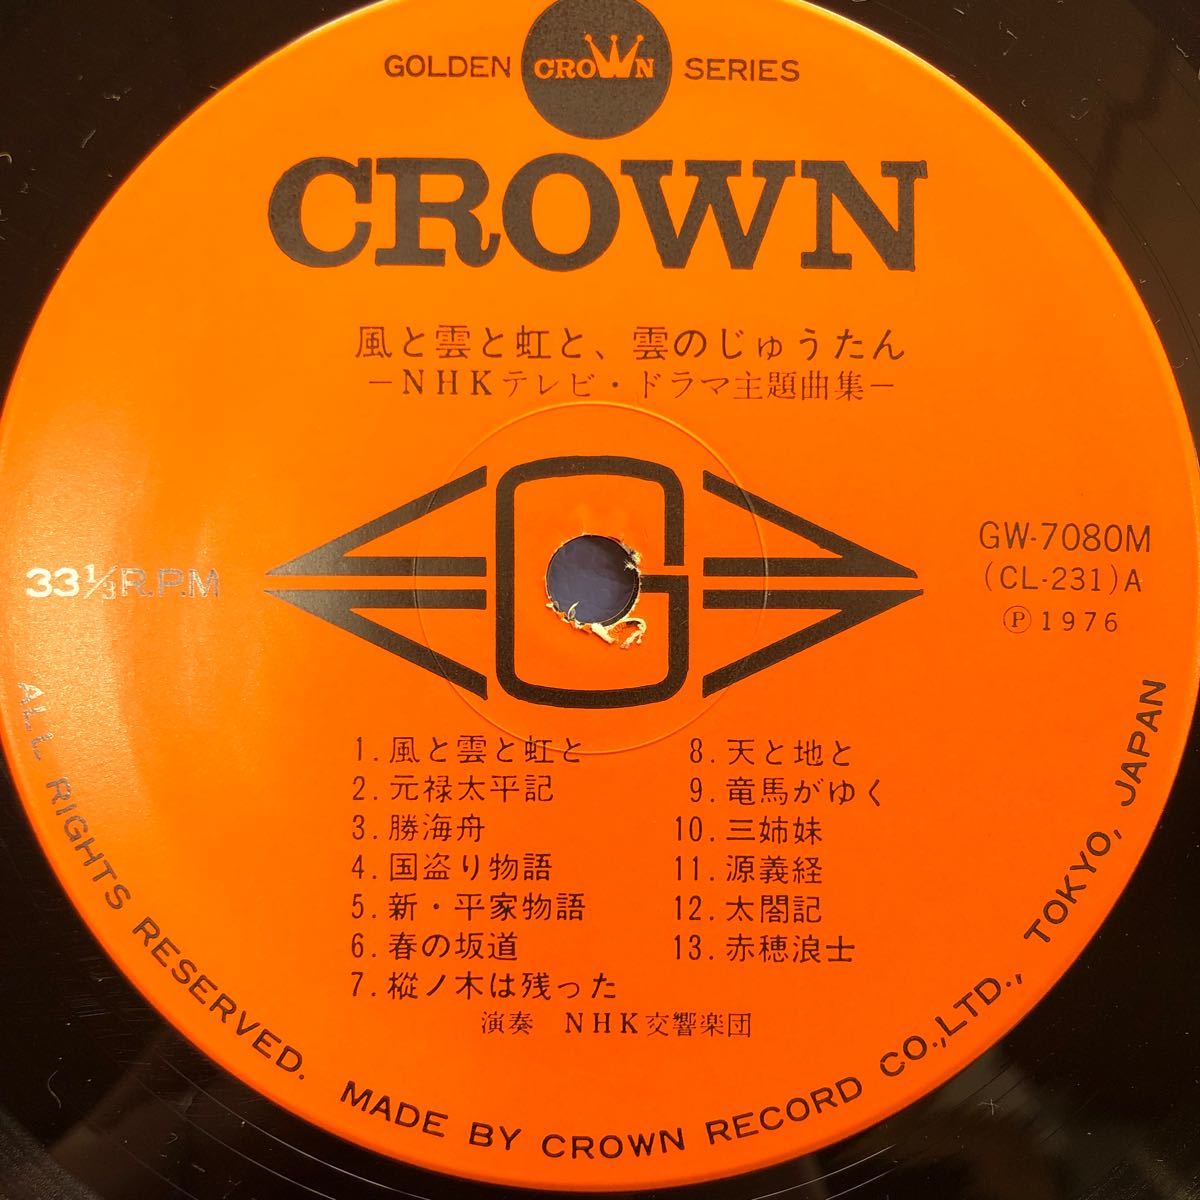 GOLDEN CROWN SERIES
CROWN
風と雲と虹と、雲のじゅうたん
－NHKテレビ・ドラマ主題曲集－
G
33 1/3 R.P.M
GW-7080M
(CL-231)A
Ⓟ1976
1.風と雲と虹と
2.元禄太平記
3.勝海舟
4.国盗り物語
5.新・平家物語
6.春の坂道
7.樅ノ木は残った
8.天と地と
9.竜馬がゆく
10.三姉妹
11.源義経
12.太閤記
13.赤穂浪士
演奏 NHK交響楽団
ALL RIGHTS RESERVED. MADE BY CROWN RECORD CO.,LTD., TOKYO, JAPAN